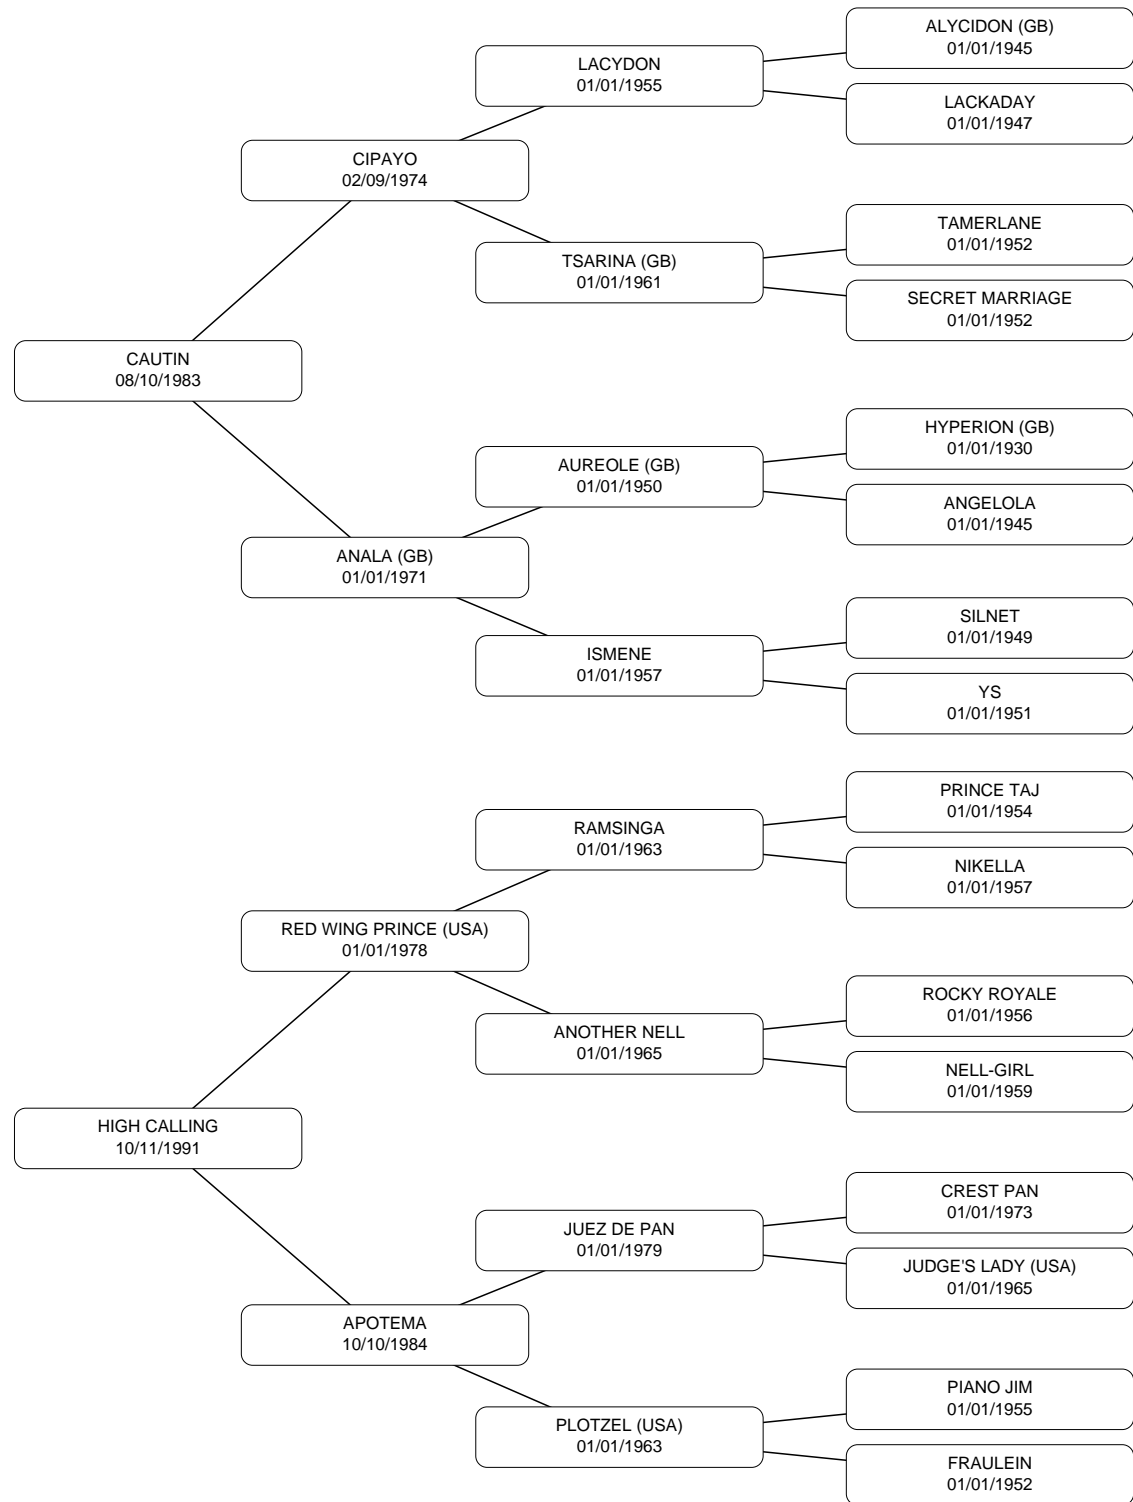 ALYCIDON (GB)
01/01/1945
LACYDON
01/01/1955
LACKADAY
01/01/1947
CIPAYO
02/09/1974
TAMERLANE
01/01/1952
TSARINA (GB)
01/01/1961
SECRET MARRIAGE
01/01/1952
CAUTIN
08/10/1983
HYPERION (GB)
01/01/1930
AUREOLE (GB)
01/01/1950
ANGELOLA
01/01/1945
ANALA (GB)
01/01/1971
SILNET
01/01/1949
ISMENE
01/01/1957
YS
01/01/1951
PRINCE TAJ
01/01/1954
RAMSINGA
01/01/1963
NIKELLA
01/01/1957
RED WING PRINCE (USA)
01/01/1978
ROCKY ROYALE
01/01/1956
ANOTHER NELL
01/01/1965
NELL-GIRL
01/01/1959
HIGH CALLING
10/11/1991
CREST PAN
01/01/1973
JUEZ DE PAN
01/01/1979
JUDGE'S LADY (USA)
01/01/1965
APOTEMA
10/10/1984
PIANO JIM
01/01/1955
PLOTZEL (USA)
01/01/1963
FRAULEIN
01/01/1952